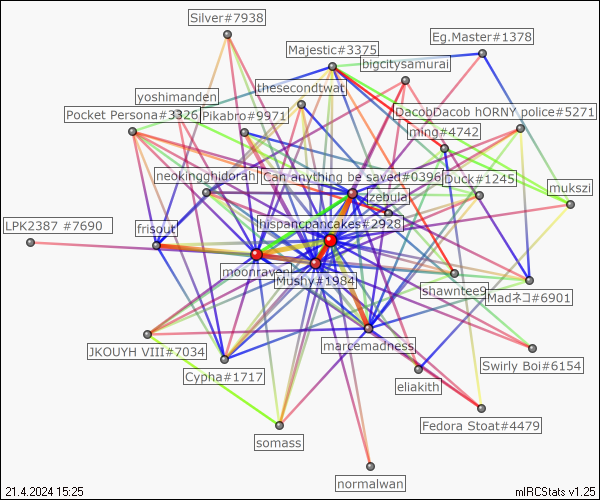 Silver#7938
Eg.Master#1378
Majestic#3375
bigcitysamurai
thesecondtwat
yoshimanden
Pocket Persona#3326
Pikabro#9971
DacobDacob hORNY police#5271
ming#4742
neokingghidorah
Can anything be saved#0396
Duck#1245
mukszi
zebula
LPK2387 #7690
frisout
hispancpancakes#2928
moonraven
Mushy#1984
shawntee9
Madネコ#6901
marcemadness
JKOUYH VIII#7034
Cypha#1717
Swirly Boi#6154
eliakith
Fedora Stoat#4479
somass
normalwan
21.4.2024 15:25
mIRCStats v1.25